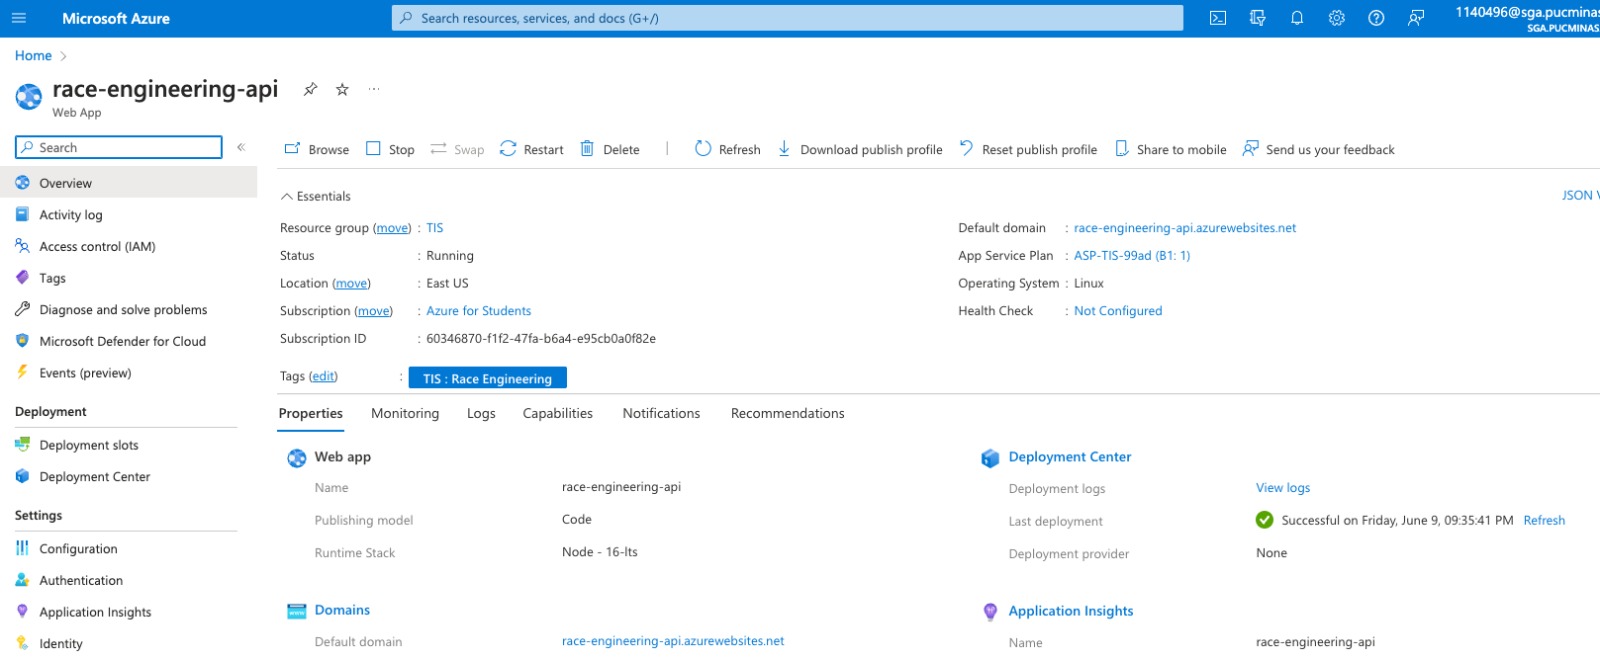 Microsoft Azure
Search resources, services, and docs (G+/)
1140496@sga.pucminas
SGA.PUCMINAS
Home
race-engineering-api
Web App
Search
Browse
Stop
Swap
Restart
Delete
Refresh
Download publish profile
Reset publish profile
Share to mobile
Send us your feedback
Overview
Activity log
Access control (IAM)
Tags
Diagnose and solve problems
Microsoft Defender for Cloud
Events (preview)
Deployment
Deployment slots
Deployment Center
Settings
Configuration
Authentication
Application Insights
Identity
Essentials
JSON V
Resource group (move) : TIS
Status : Running
Location (move) : East US
Subscription (move) : Azure for Students
Subscription ID : 60346870-f1f2-47fa-b6a4-e95cb0a0f82e
Default domain : race-engineering-api.azurewebsites.net
App Service Plan : ASP-TIS-99ad (B1: 1)
Operating System : Linux
Health Check : Not Configured
Tags (edit) : TIS : Race Engineering
Properties
Monitoring
Logs
Capabilities
Notifications
Recommendations
Web app
Name race-engineering-api
Publishing model Code
Runtime Stack Node - 16-lts
Domains
Default domain race-engineering-api.azurewebsites.net
Deployment Center
Deployment logs View logs
Last deployment Successful on Friday, June 9, 09:35:41 PM Refresh
Deployment provider None
Application Insights
Name race-engineering-api